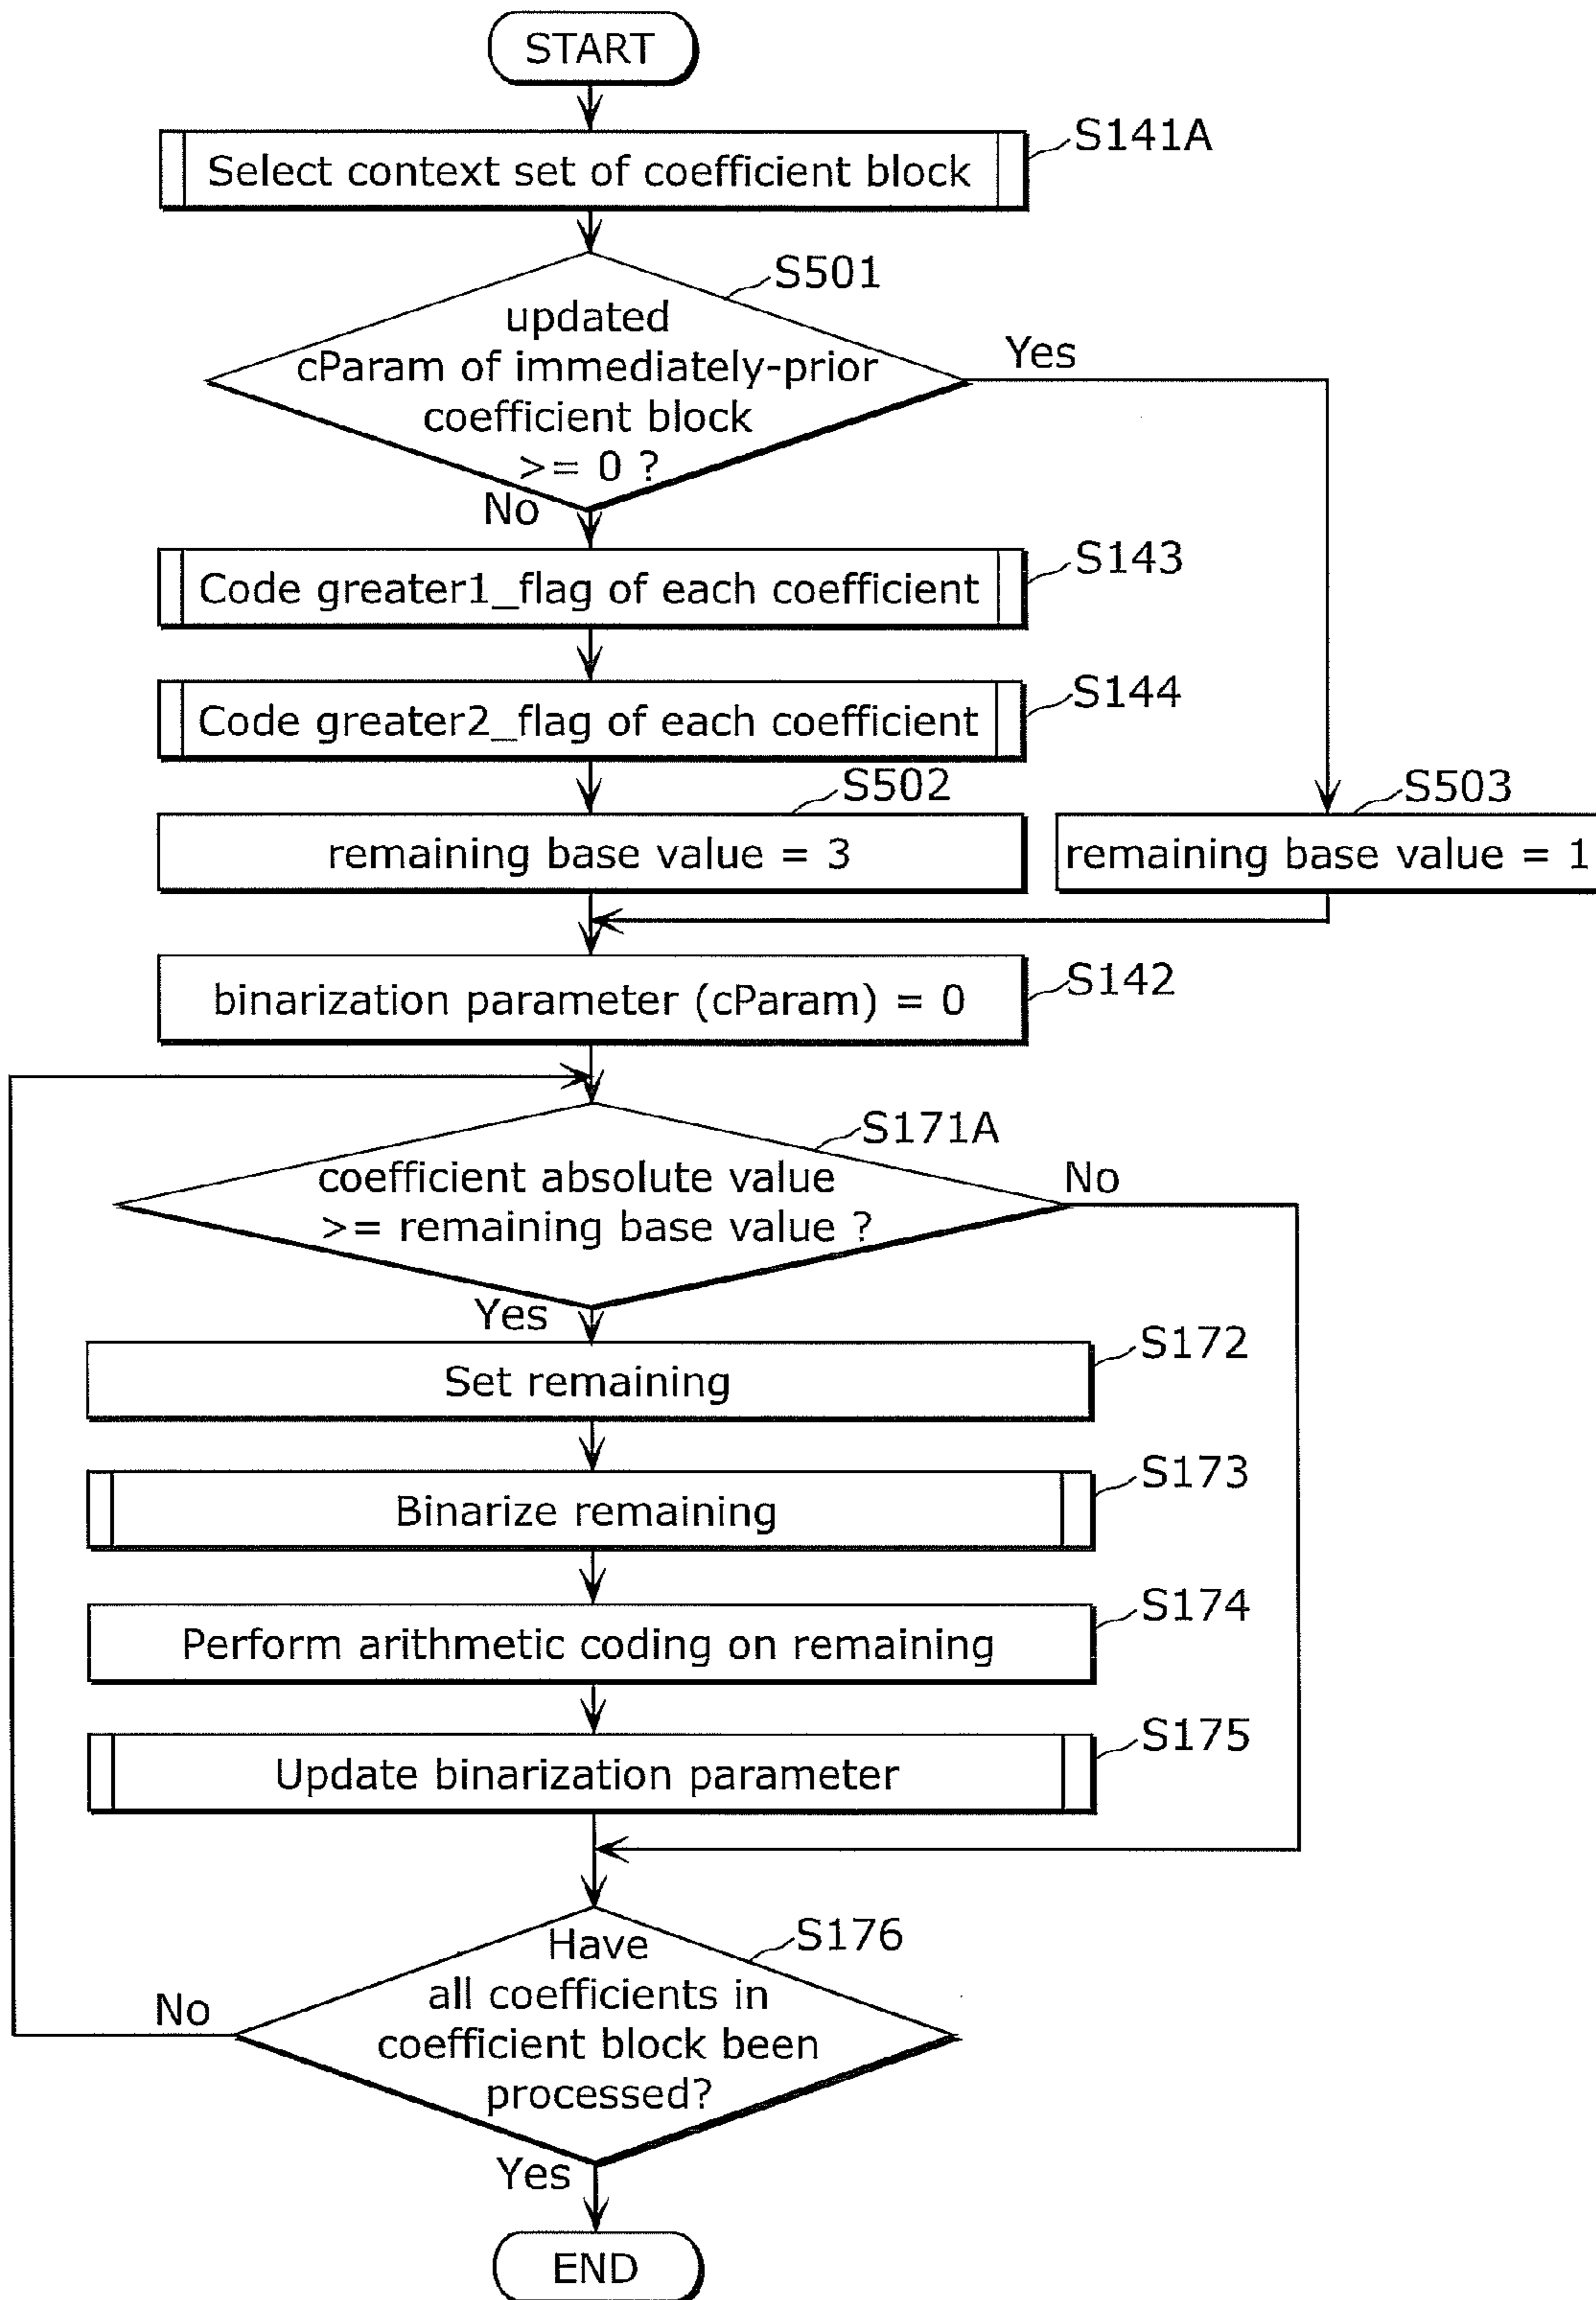 START
S141A
Select context set of coefficient block
S501
updated
cParam of immediately-prior
coefficient block
>= 0 ?
Yes
No
S143
Code greater1_flag of each coefficient
S144
Code greater2_flag of each coefficient
S502
remaining base value = 3
S503
remaining base value = 1
S142
binarization parameter (cParam) = 0
S171A
coefficient absolute value
>= remaining base value ?
No
Yes
S172
Set remaining
S173
Binarize remaining
S174
Perform arithmetic coding on remaining
S175
Update binarization parameter
S176
Have
all coefficients in
coefficient block been
processed?
No
Yes
END